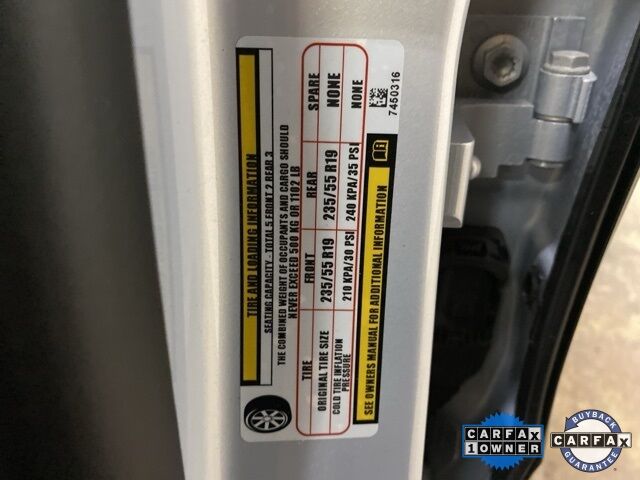 TIRE AND LOADING INFORMATION
SEATING CAPACITY - TOTAL 5 FRONT 2 REAR 3
THE COMBINED WEIGHT OF OCCUPANTS AND CARGO SHOULD
NEVER EXCEED 500 KG OR 1102 LB
TIRE FRONT REAR SPARE
ORIGINAL TIRE SIZE 235/55 R19 235/55 R19 NONE
COLD TIRE INFLATION
PRESSURE 210 KPA/30 PSI 240 KPA/35 PSI NONE
SEE OWNERS MANUAL FOR ADDITIONAL INFORMATION
7450316
CARFAX
1 OWNER
BUYBACK
CARFAX
GUARANTEE